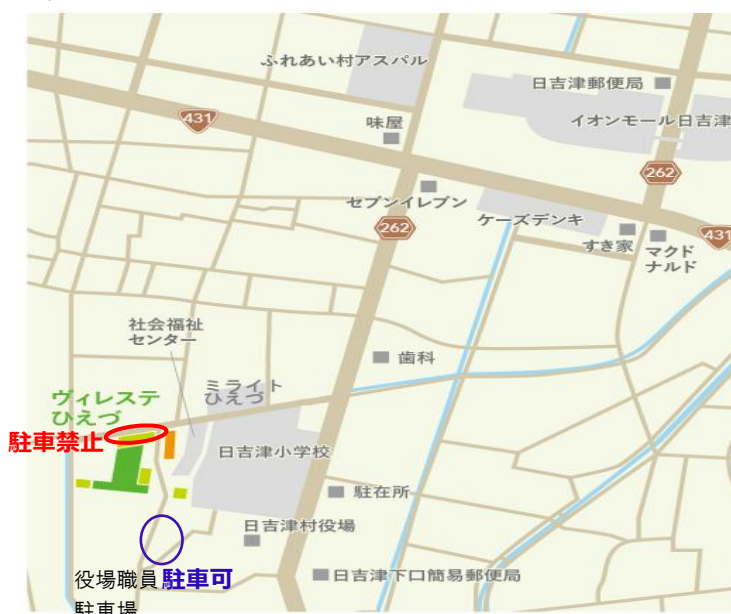 ふれあい村アスパル
日吉津郵便局
431
味屋
イオンモール日吉津
262
セブンイレブン
262
ケーズデンキ
すき家
マクド
ナルド
431
社会福祉
センター
歯科
ヴィレステ
ひえづ
ミライト
ひえづ
駐車禁止
日吉津小学校
駐在所
日吉津村役場
役場職員駐車可
駐車場
日吉津下口簡易郵便局